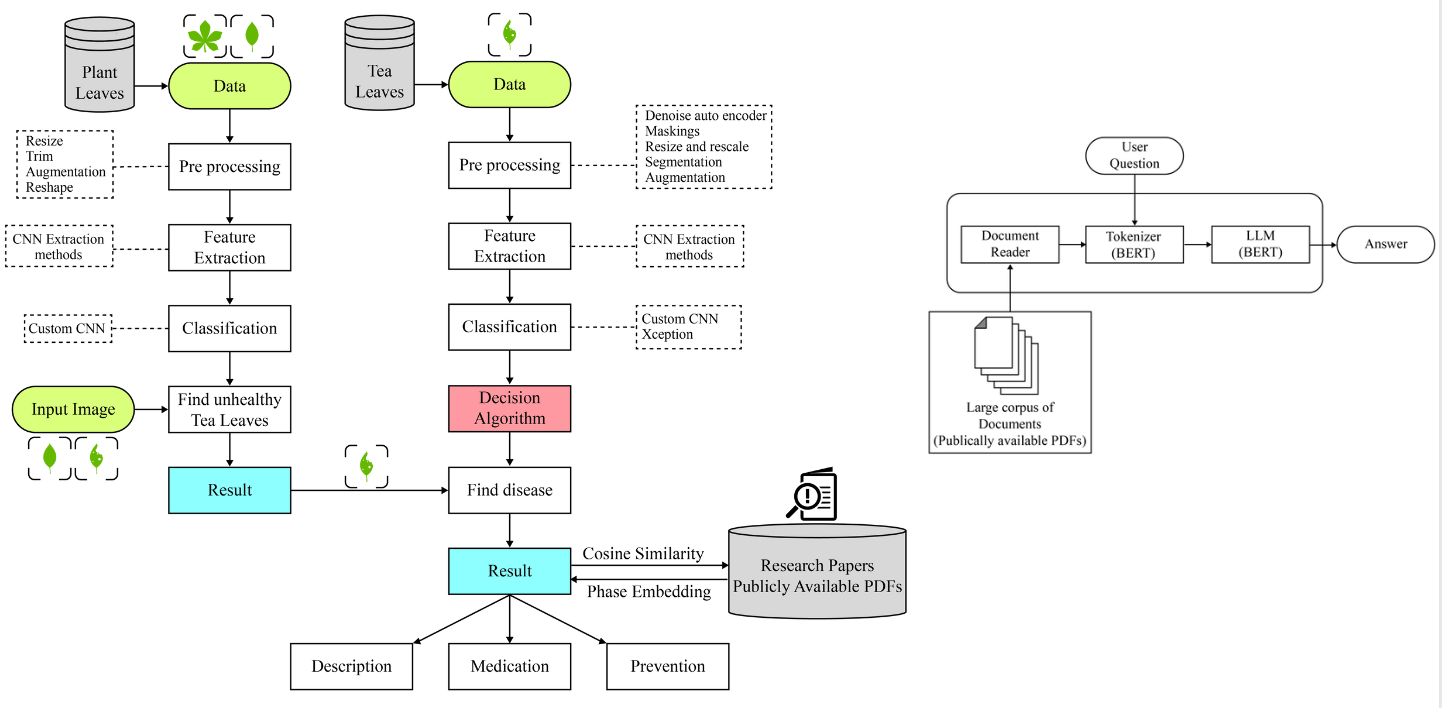 Plant
Leaves
Data
Resize
Trim
Augmentation
Reshape
Pre processing
CNN Extraction
methods
Feature
Extraction
Custom CNN
Classification
Input Image
Find unhealthy
Tea Leaves
Result
Tea
Leaves
Data
Pre processing
Denoise auto encoder
Maskings
Resize and rescale
Segmentation
Augmentation
Feature
Extraction
CNN Extraction
methods
Classification
Custom CNN
Xception
Decision
Algorithm
Find disease
Result
Cosine Similarity
Phase Embedding
Research Papers
Publicly Available PDFs
Description
Medication
Prevention
User
Question
Document
Reader
Tokenizer
(BERT)
LLM
(BERT)
Answer
Large corpus of
Documents
(Publically available PDFs)